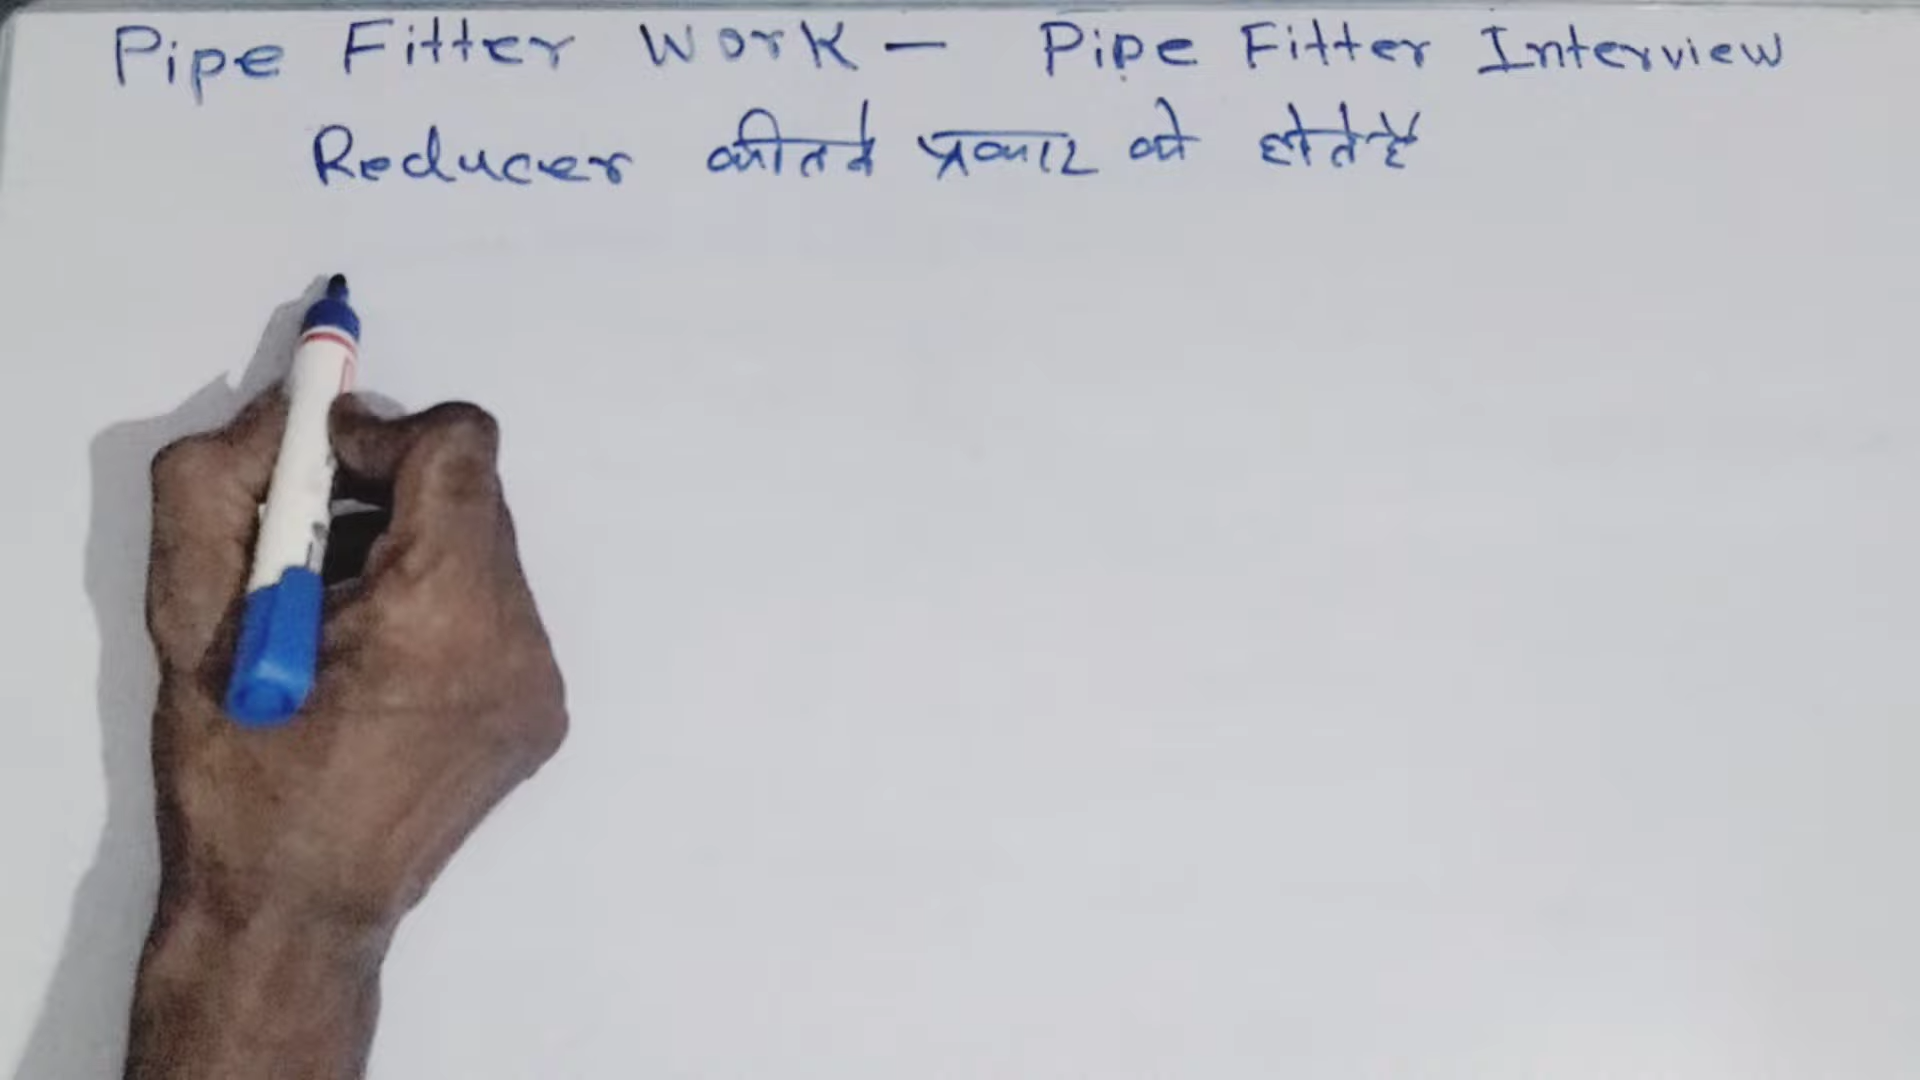 Pipe Fitter Work - Pipe Fitter Interview
Reducer कीतने प्रकार के होते है